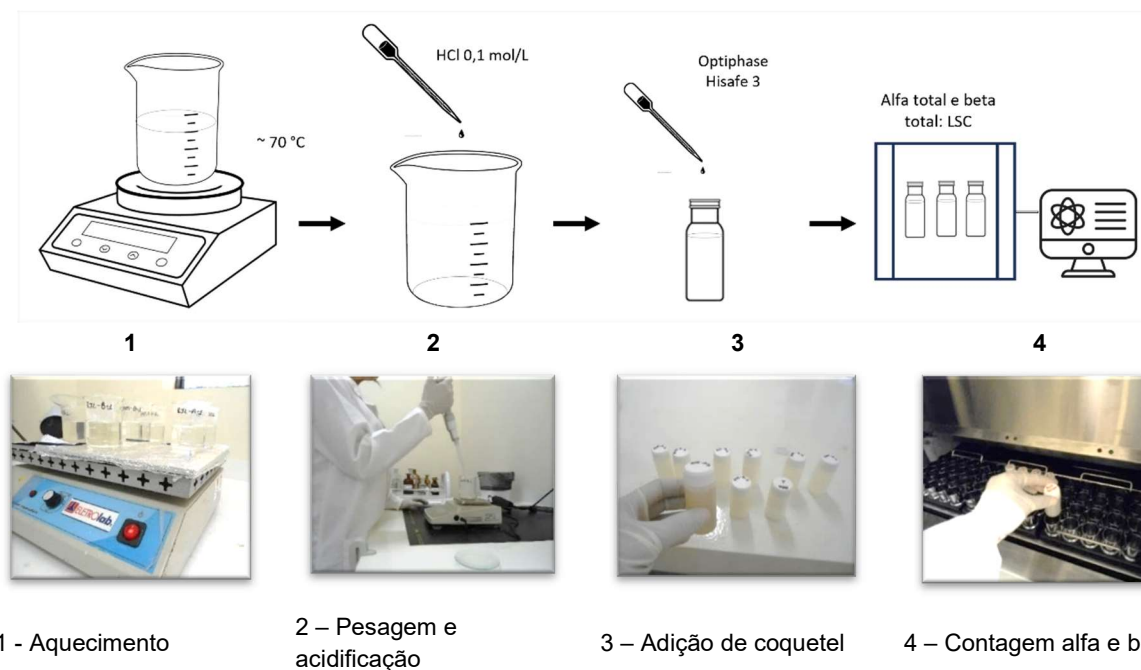 HCl 0,1 mol/L
Optiphase
Hisafe 3
Alfa total e beta
total: LSC
~ 70 °C
1
2
3
4
1 - Aquecimento
2 – Pesagem e
acidificação
3 – Adição de coquetel
4 – Contagem alfa e b